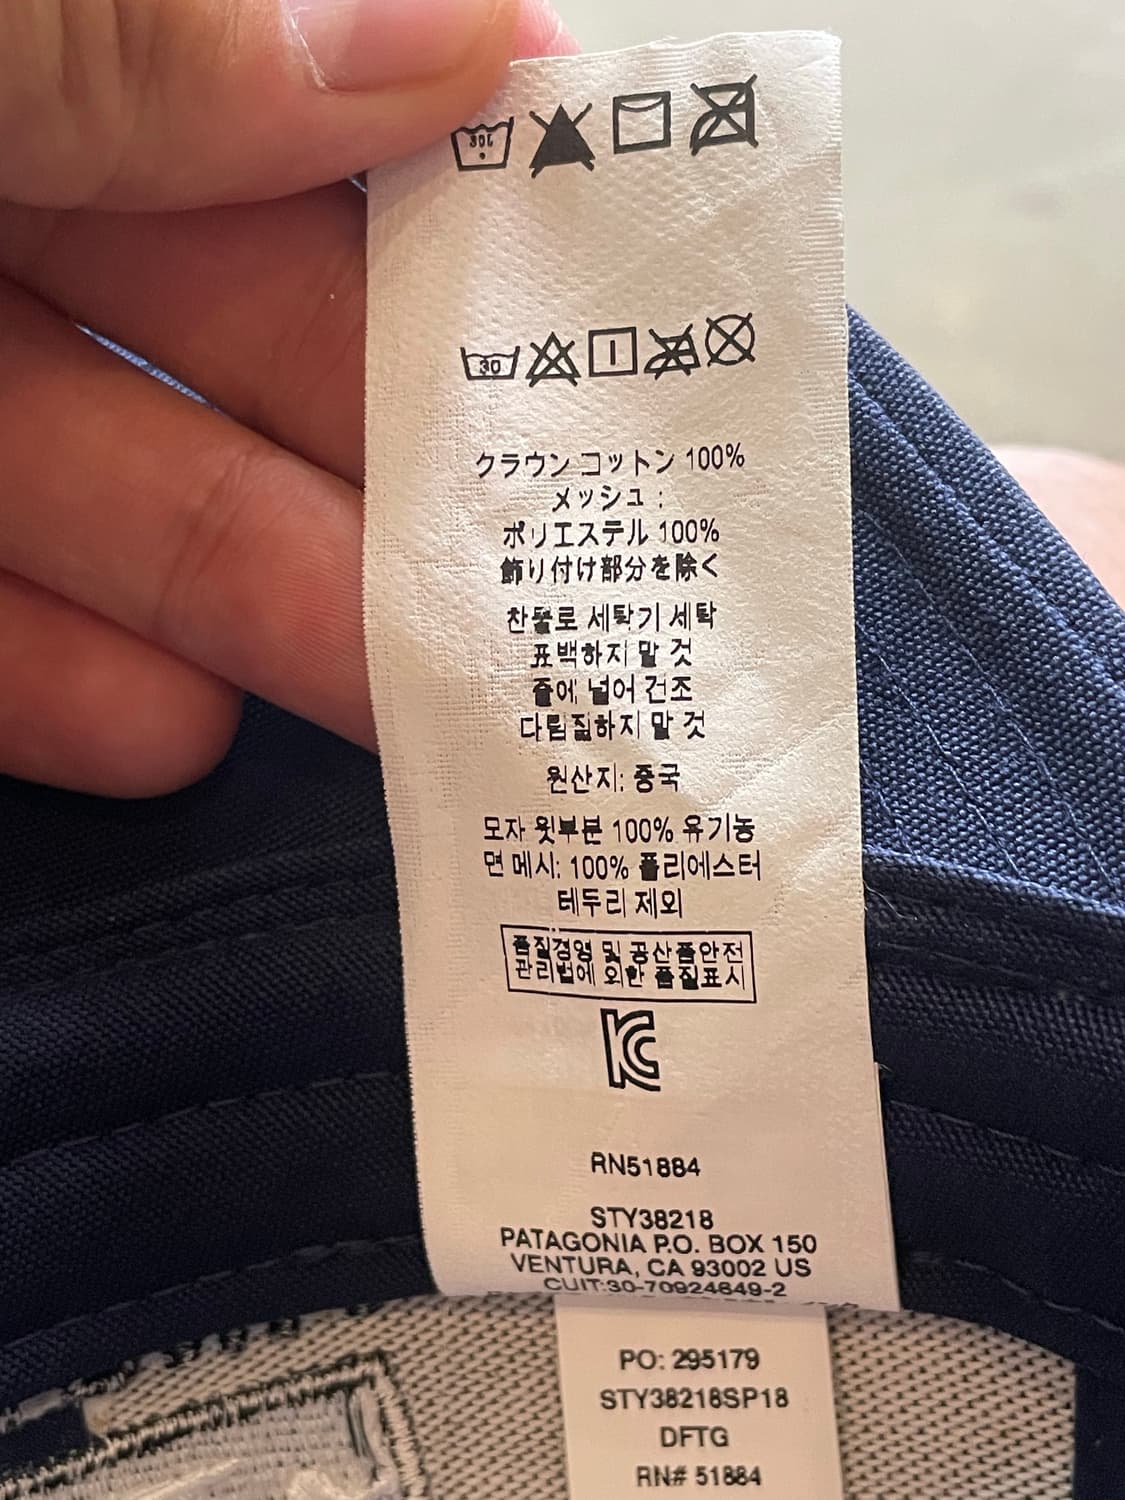 30
クラウン コットン 100%
メッシュ :
ポリエステル 100%
飾り付け部分を除く
찬물로 세탁기 세탁
표백하지 말 것
줄에 널어 건조
다림질하지 말 것
원산지: 중국
모자 윗부분 100% 유기농
면 메시: 100% 폴리에스터
테두리 제외
품질경영 및 공산품안전
관리법에 의한 품질표시
KC
RN51884
STY38218
PATAGONIA P.O. BOX 150
VENTURA, CA 93002 US
CUIT:30-70924649-2
PO: 295179
STY38218SP18
DFTG
RN# 51884